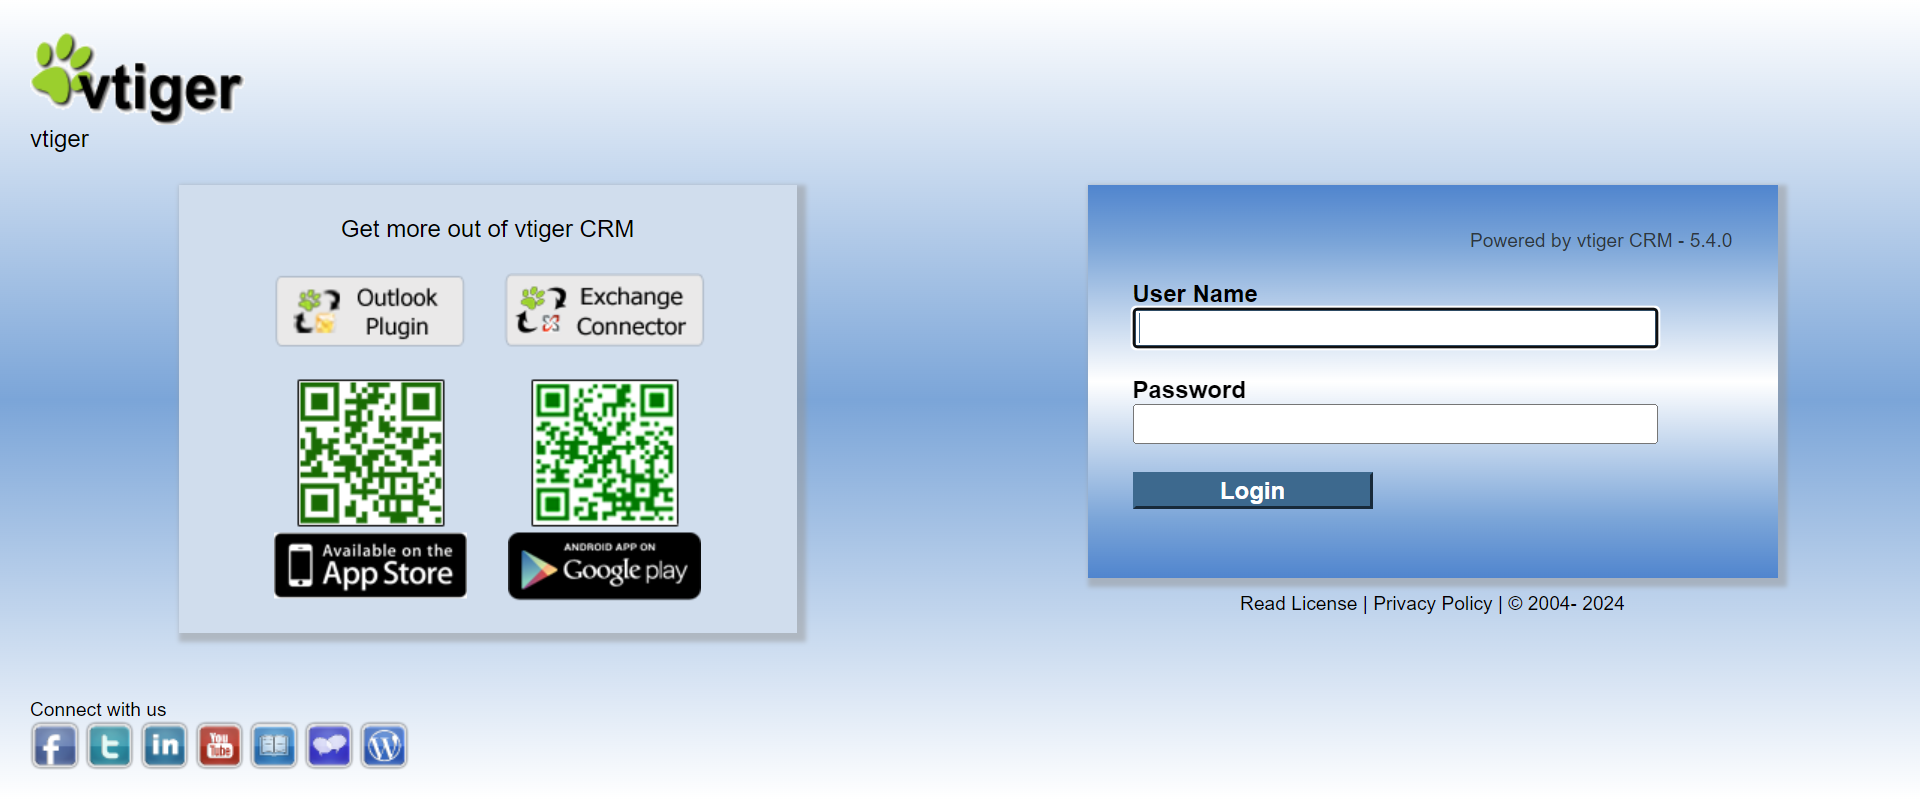 vtiger
vtiger
Get more out of vtiger CRM
Outlook
Plugin
Exchange
Connector
Available on the
App Store
ANDROID APP ON
Google play
Powered by vtiger CRM - 5.4.0
User Name
Password
Login
Read License | Privacy Policy | © 2004- 2024
Connect with us
f
t
in
You
Tube
W